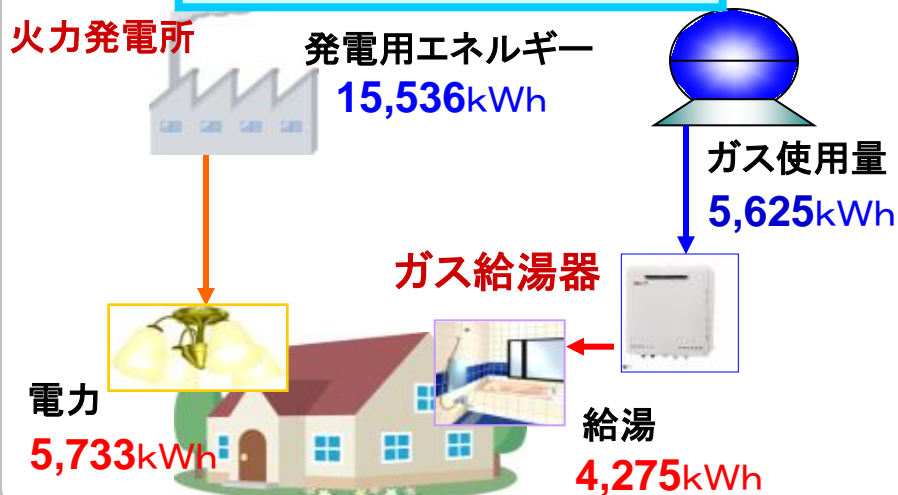 火力発電所
発電用エネルギー
15,536kWh
ガス使用量
5,625kWh
ガス給湯器
電力
5,733kWh
給湯
4,275kWh